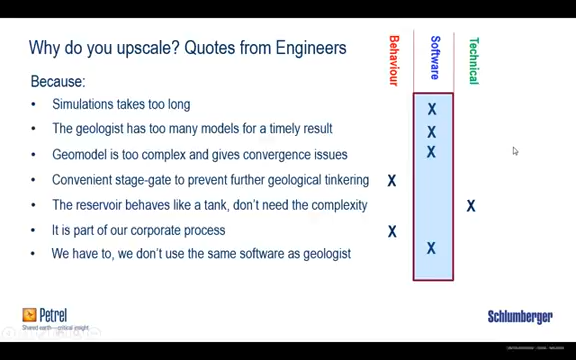 Why do you upscale? Quotes from Engineers
Behaviour
Software
Technical
Because:
• Simulations takes too long X
• The geologist has too many models for a timely result X
• Geomodel is too complex and gives convergence issues X
• Convenient stage-gate to prevent further geological tinkering X
• The reservoir behaves like a tank, don't need the complexity X
• It is part of our corporate process X
• We have to, we don't use the same software as geologist X
Petrel
Shared earth—critical insight
Schlumberger